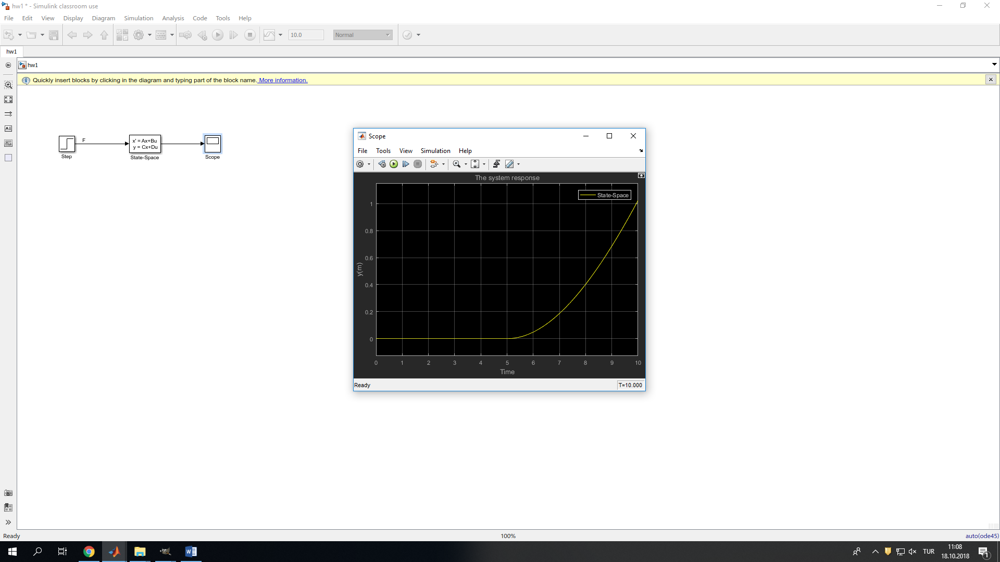 hw1 * - Simulink classroom use
File Edit View Display Diagram Simulation Analysis Code Tools Help
10.0 Normal
hw1
hw1
Quickly insert blocks by clicking in the diagram and typing part of the block name. More information.
F
x' = Ax+Bu
y = Cx+Du
Step
State-Space
Scope
Scope
File Tools View Simulation Help
The system response
State-Space
1
0.8
0.6
0.4
0.2
0
y(m)
0 1 2 3 4 5 6 7 8 9 10
Time
Ready T=10.000
Ready 100% auto(ode45)
TUR
11:08
18.10.2018
1